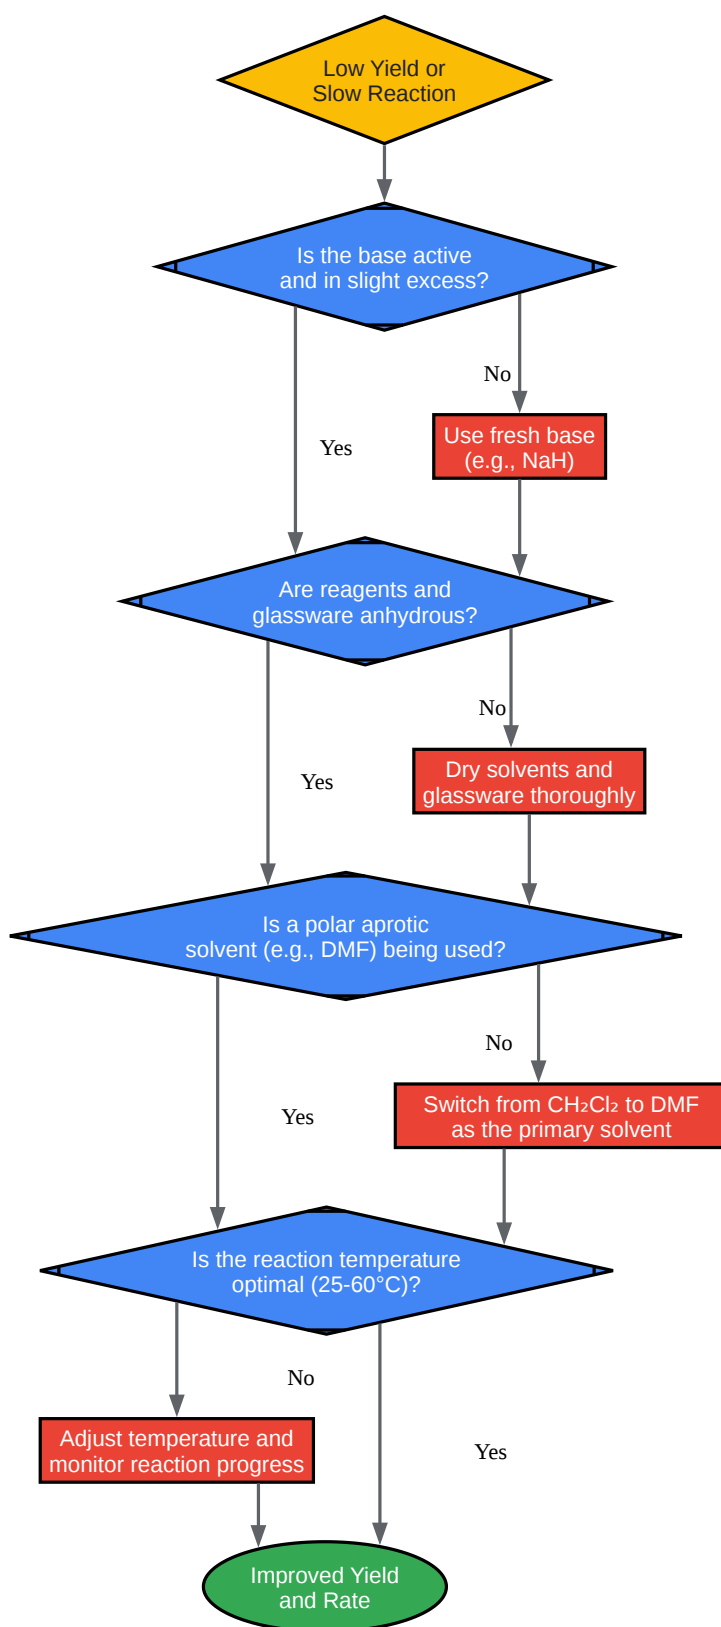 Low Yield or
Slow Reaction
Is the base active
and in slight excess?
No
Use fresh base
(e.g., NaH)
Yes
Are reagents and
glassware anhydrous?
No
Dry solvents and
glassware thoroughly
Yes
Is a polar aprotic
solvent (e.g., DMF) being used?
No
Switch from CH₂Cl₂ to DMF
as the primary solvent
Yes
Is the reaction temperature
optimal (25-60°C)?
No
Adjust temperature and
monitor reaction progress
Yes
Improved Yield
and Rate